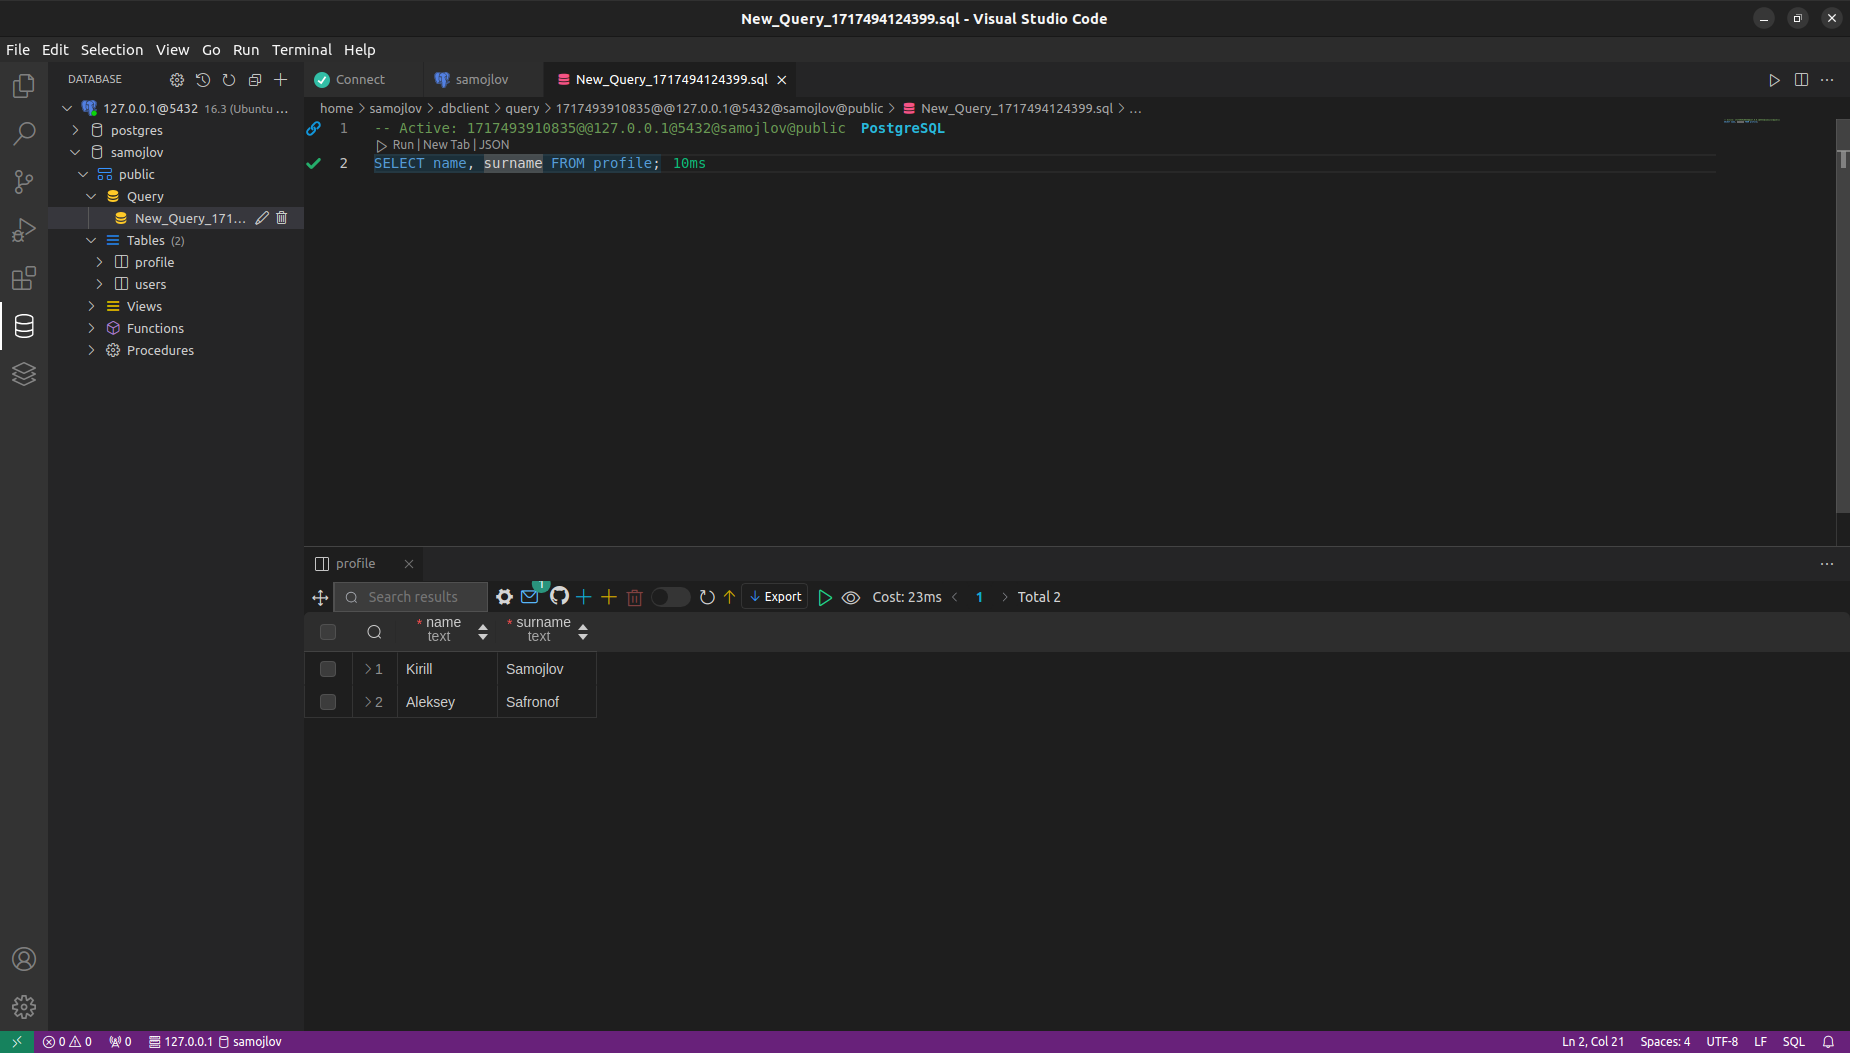 New_Query_1717494124399.sql - Visual Studio Code
File Edit Selection View Go Run Terminal Help
DATABASE
127.0.0.1@5432 16.3 (Ubuntu ...
postgres
samojlov
public
Query
New_Query_171...
Tables (2)
profile
users
Views
Functions
Procedures
Connect
samojlov
New_Query_1717494124399.sql
home > samojlov > .dbclient > query > 1717493910835@@127.0.0.1@5432@samojlov@public > New_Query_1717494124399.sql > ...
1 -- Active: 1717493910835@@127.0.0.1@5432@samojlov@public PostgreSQL
Run | New Tab | JSON
2 SELECT name, surname FROM profile; 10ms
profile
Search results 1 Export Cost: 23ms < 1 > Total 2
* name * surname
text text
1 Kirill Samojlov
2 Aleksey Safronof
0 0 0 127.0.0.1 samojlov Ln 2, Col 21 Spaces: 4 UTF-8 LF SQL